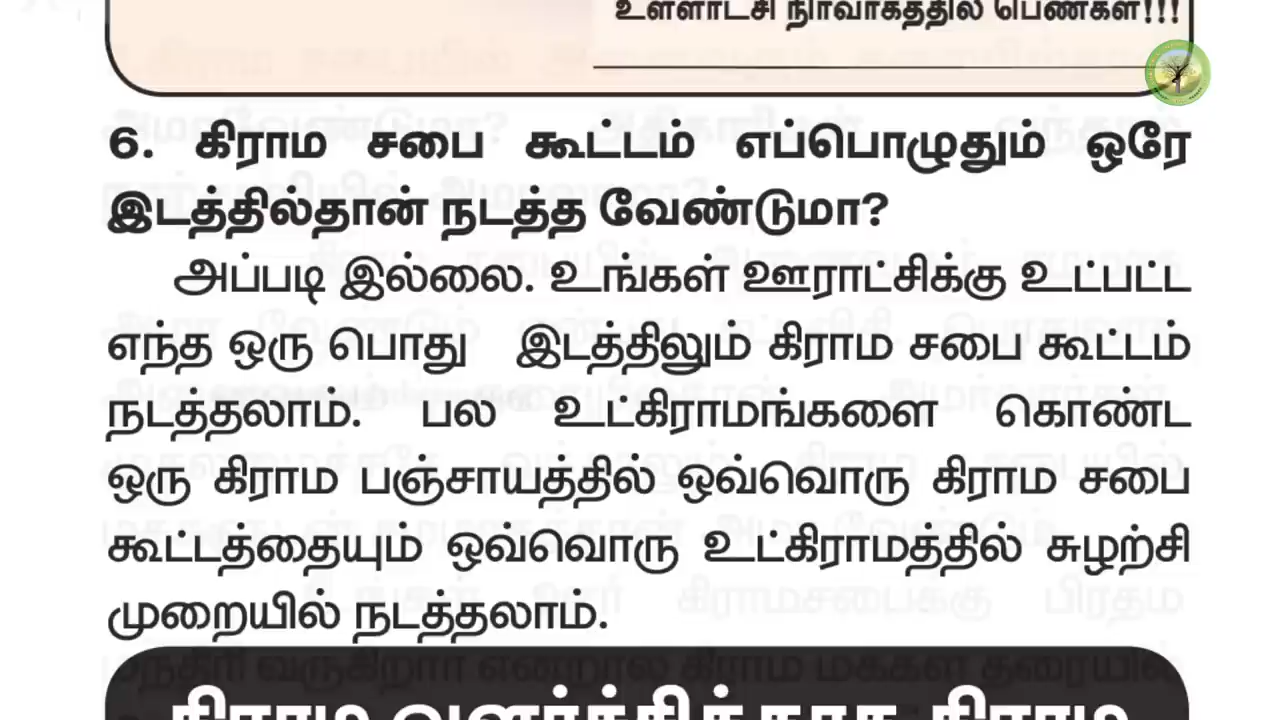 உள்ளாட்சி நிர்வாகத்தில் பெண்கள்!!!
6. கிராம சபை கூட்டம் எப்பொழுதும் ஒரே
இடத்தில்தான் நடத்த வேண்டுமா?
அப்படி இல்லை. உங்கள் ஊராட்சிக்கு உட்பட்ட
எந்த ஒரு பொது இடத்திலும் கிராம சபை கூட்டம்
நடத்தலாம். பல உட்கிராமங்களை கொண்ட
ஒரு கிராம பஞ்சாயத்தில் ஒவ்வொரு கிராம சபை
கூட்டத்தையும் ஒவ்வொரு உட்கிராமத்தில் சுழற்சி
முறையில் நடத்தலாம்.
கிராம வளர்ச்சிக்காக கிராம